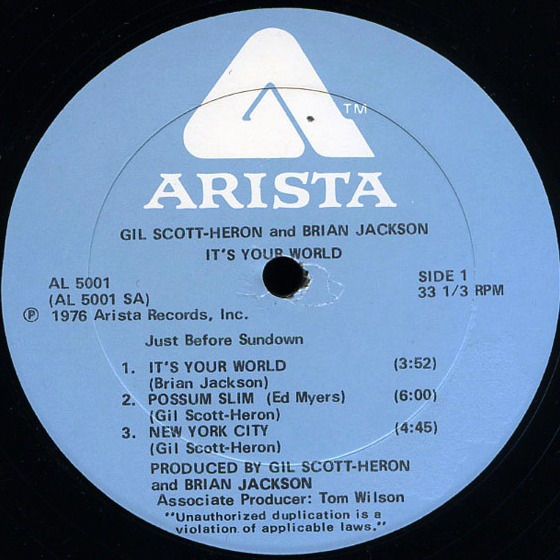 TM
ARISTA
GIL SCOTT-HERON and BRIAN JACKSON
IT'S YOUR WORLD
AL 5001
(AL 5001 SA)
℗ 1976 Arista Records, Inc.
SIDE 1
33 1/3 RPM
Just Before Sundown
1. IT'S YOUR WORLD (3:52)
(Brian Jackson)
2. POSSUM SLIM (Ed Myers) (6:00)
(Gil Scott-Heron)
3. NEW YORK CITY (4:45)
(Gil Scott-Heron)
PRODUCED BY GIL SCOTT-HERON
and BRIAN JACKSON
Associate Producer: Tom Wilson
"Unauthorized duplication is a
violation of applicable laws."